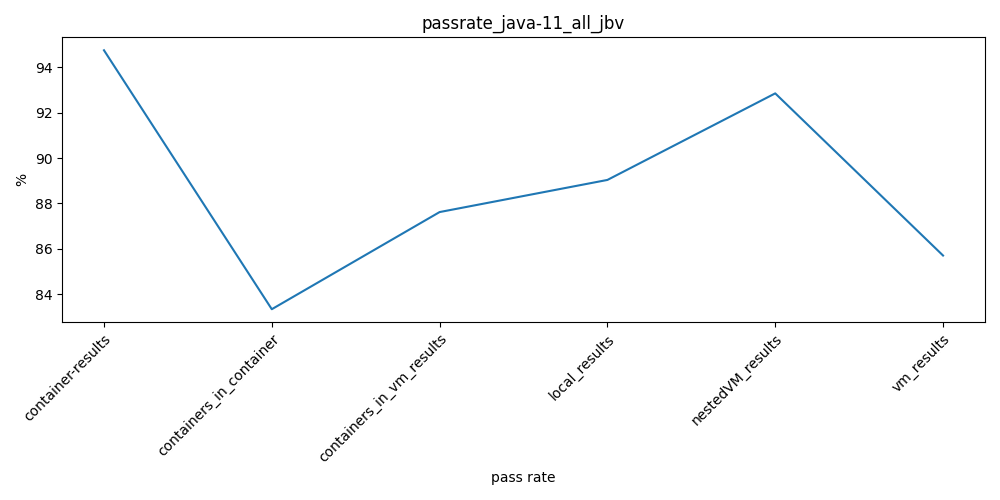 passrate_java-11_all_jbv
%
94
92
90
88
86
84
container-results
containers_in_container
containers_in_vm_results
local_results
nestedVM_results
vm_results
pass rate